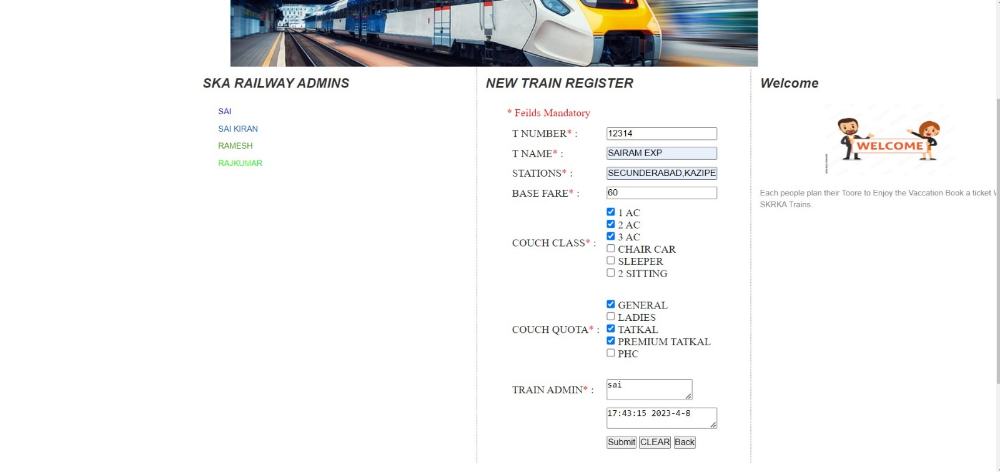 SKA RAILWAY ADMINS
SAI
SAI KIRAN
RAMESH
RAJKUMAR
NEW TRAIN REGISTER
* Feilds Mandatory
T NUMBER* : 12314
T NAME* : SAIRAM EXP
STATIONS* : SECUNDERABAD,KAZIPE
BASE FARE* : 60
COUCH CLASS* :
1 AC
2 AC
3 AC
CHAIR CAR
SLEEPER
2 SITTING
COUCH QUOTA* :
GENERAL
LADIES
TATKAL
PREMIUM TATKAL
PHC
TRAIN ADMIN* : sai
17:43:15 2023-4-8
Submit CLEAR Back
Welcome
WELCOME
Each people plan their Toore to Enjoy the Vaccation Book a ticket
SKRKA Trains.